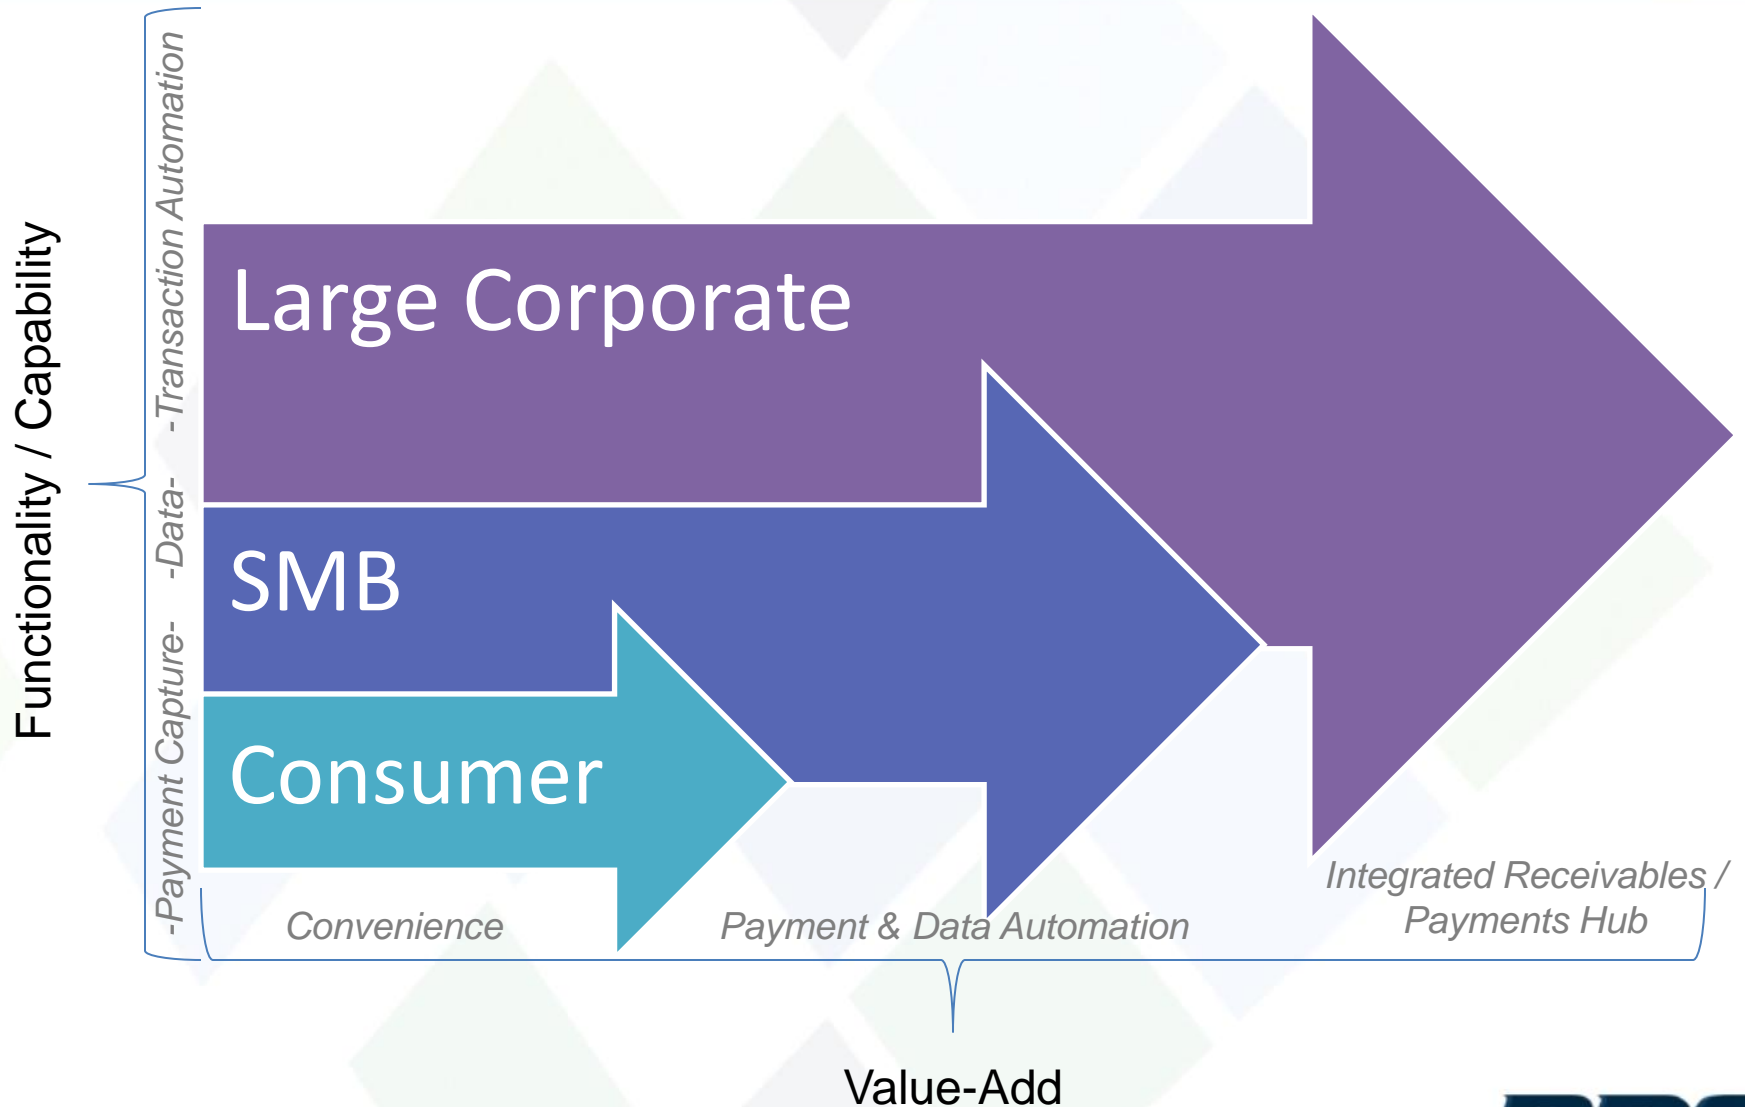 Functionality / Capability
-Payment Capture- -Data- -Transaction Automation
Large Corporate
SMB
Consumer
Convenience
Payment & Data Automation
Integrated Receivables /
Payments Hub
Value-Add